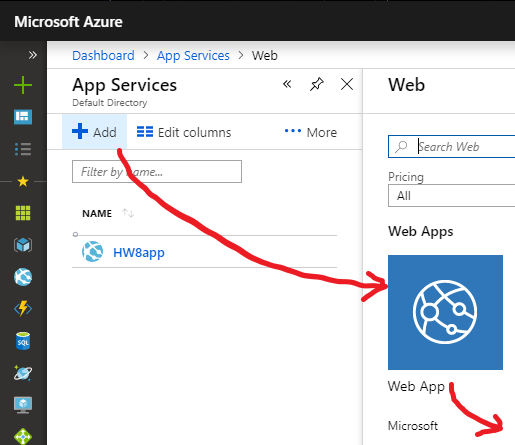 Microsoft Azure
» Dashboard > App Services > Web
App Services
Default Directory
+ Add Edit columns ··· More
Filter by name...
NAME ↑↓
HW8app
SQL
Web
Search Web
Pricing
All
Web Apps
Web App
Microsoft